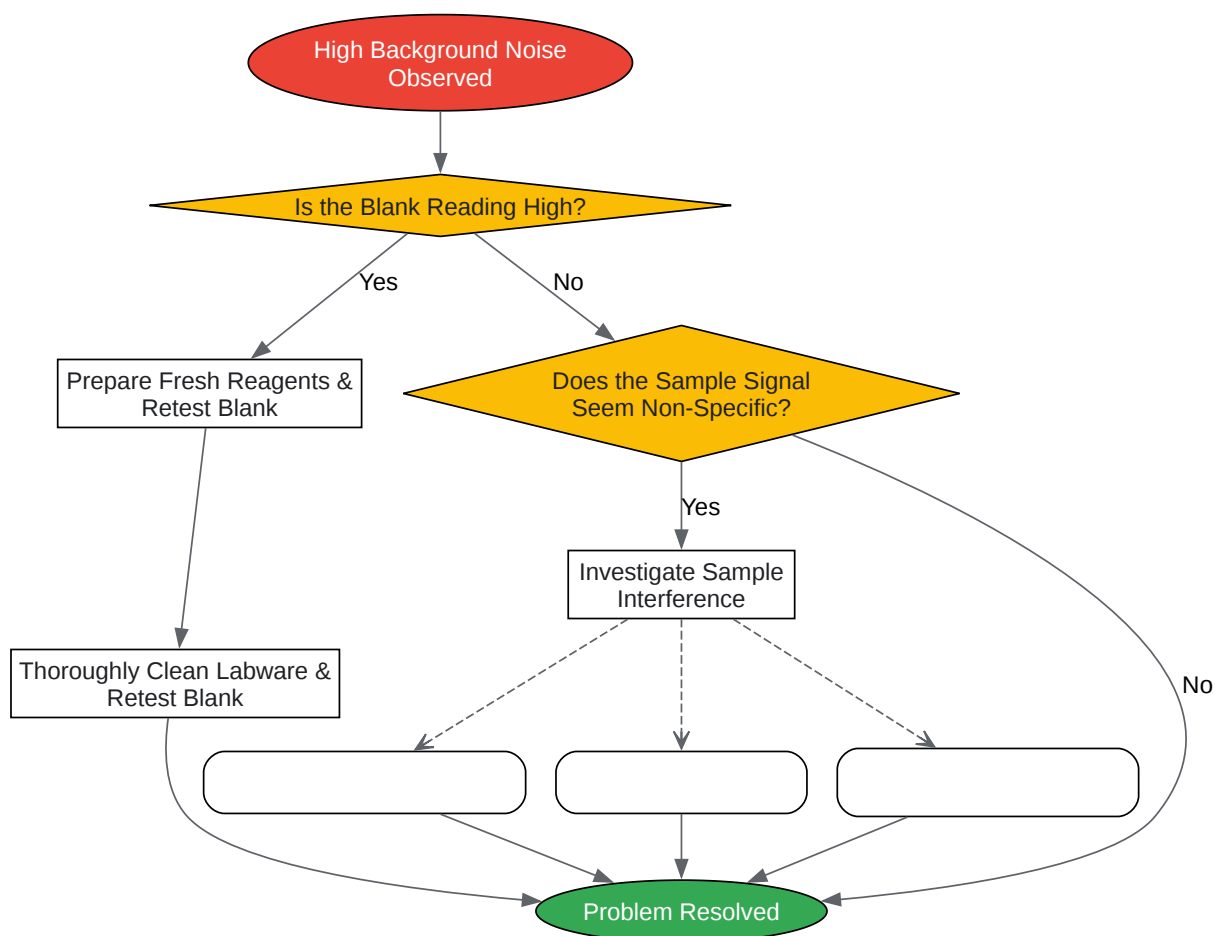 High Background Noise
Observed
Is the Blank Reading High?
Yes
No
Prepare Fresh Reagents &
Retest Blank
Does the Sample Signal
Seem Non-Specific?
Yes
Investigate Sample
Interference
Thoroughly Clean Labware &
Retest Blank
No
Problem Resolved